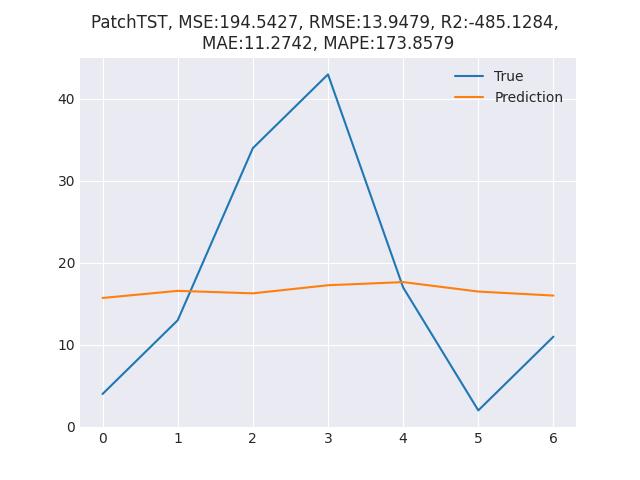 PatchTST, MSE:194.5427, RMSE:13.9479, R2:-485.1284,
MAE:11.2742, MAPE:173.8579
True
Prediction
40
30
20
10
0
0 1 2 3 4 5 6